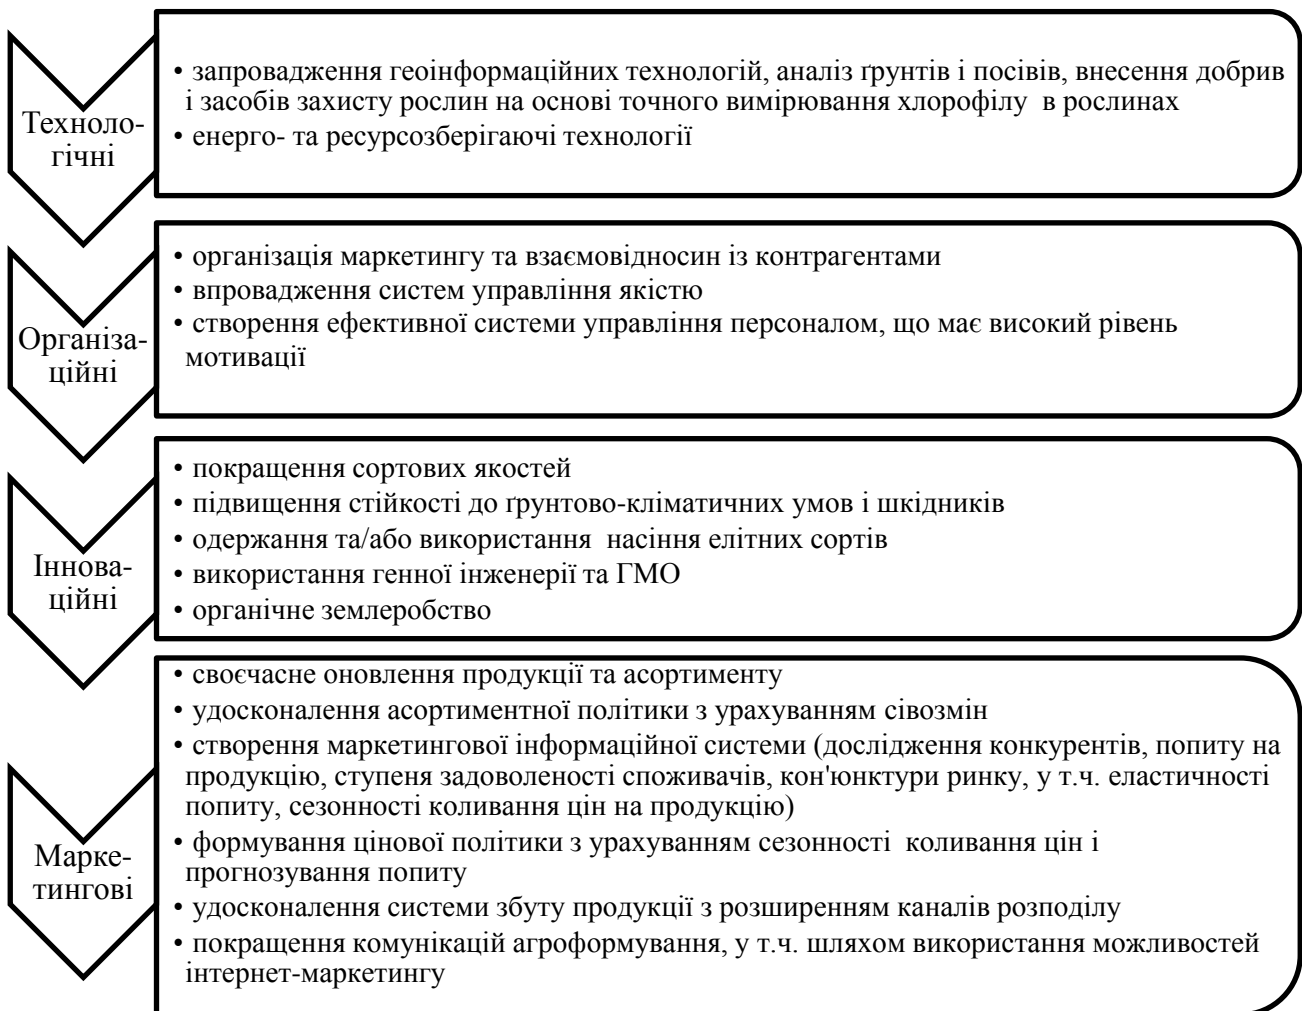 Техноло-
гічні
• запровадження геоінформаційних технологій, аналіз ґрунтів і посівів, внесення добрив
і засобів захисту рослин на основі точного вимірювання хлорофілу в рослинах
• енерго- та ресурсозберігаючі технології
Організа-
ційні
• організація маркетингу та взаємовідносин із контрагентами
• впровадження систем управління якістю
• створення ефективної системи управління персоналом, що має високий рівень
мотивації
Іннова-
ційні
• покращення сортових якостей
• підвищення стійкості до ґрунтово-кліматичних умов і шкідників
• одержання та/або використання насіння елітних сортів
• використання генної інженерії та ГМО
• органічне землеробство
Марке-
тингові
• своєчасне оновлення продукції та асортименту
• удосконалення асортиментної політики з урахуванням сівозмін
• створення маркетингової інформаційної системи (дослідження конкурентів, попиту на
продукцію, ступеня задоволеності споживачів, кон'юнктури ринку, у т.ч. еластичності
попиту, сезонності коливання цін на продукцію)
• формування цінової політики з урахуванням сезонності коливання цін і
прогнозування попиту
• удосконалення системи збуту продукції з розширенням каналів розподілу
• покращення комунікацій агроформування, у т.ч. шляхом використання можливостей
інтернет-маркетингу